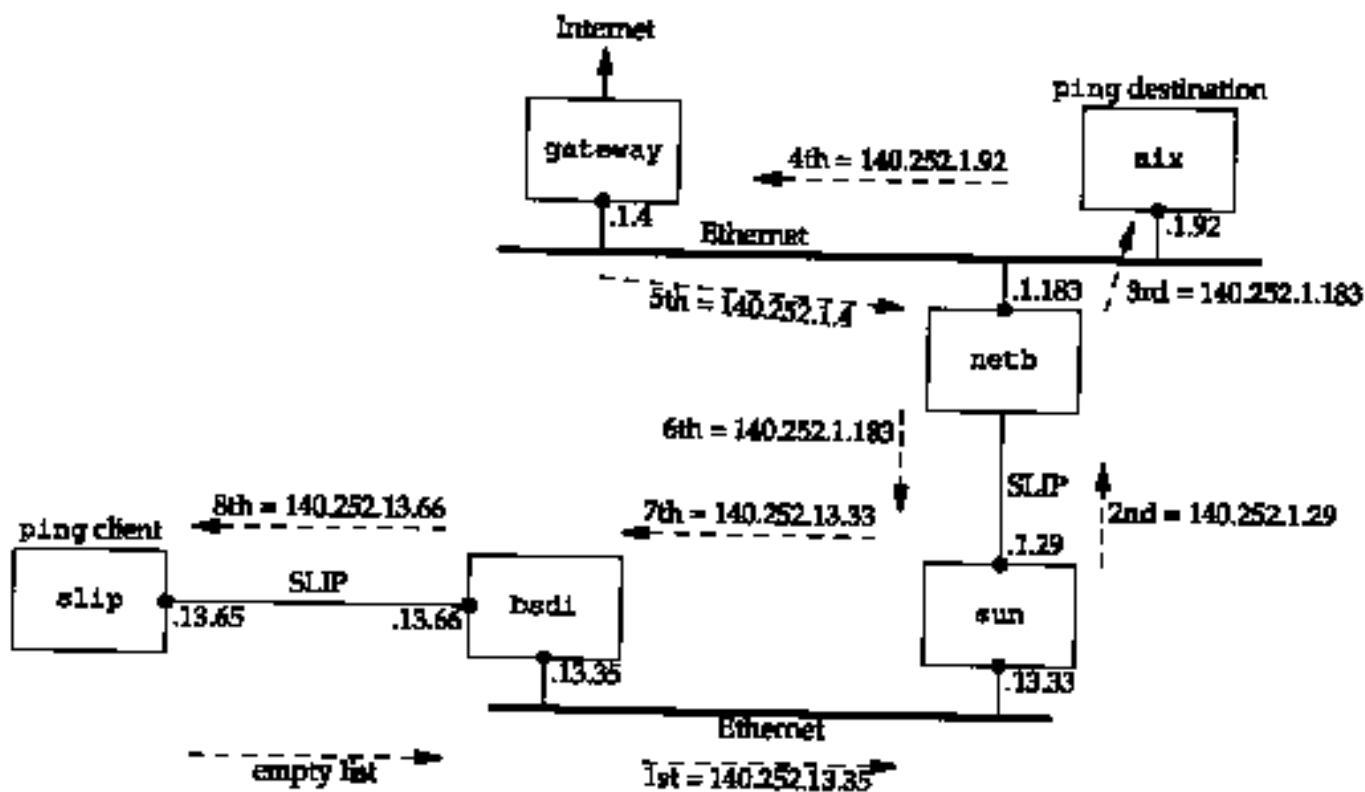 Internet
ping destination
gateway
aix
4th = 140.252.1.92
.1.4
.1.92
Ethernet
.1.183
3rd = 140.252.1.183
5th = 140.252.1.4
netb
6th = 140.252.1.183
SLIP
8th = 140.252.13.66
7th = 140.252.13.33
2nd = 140.252.1.29
ping client
.1.29
slip
SLIP
bsdi
sun
.13.65
.13.66
.13.35
.13.33
Ethernet
empty list
1st = 140.252.13.35